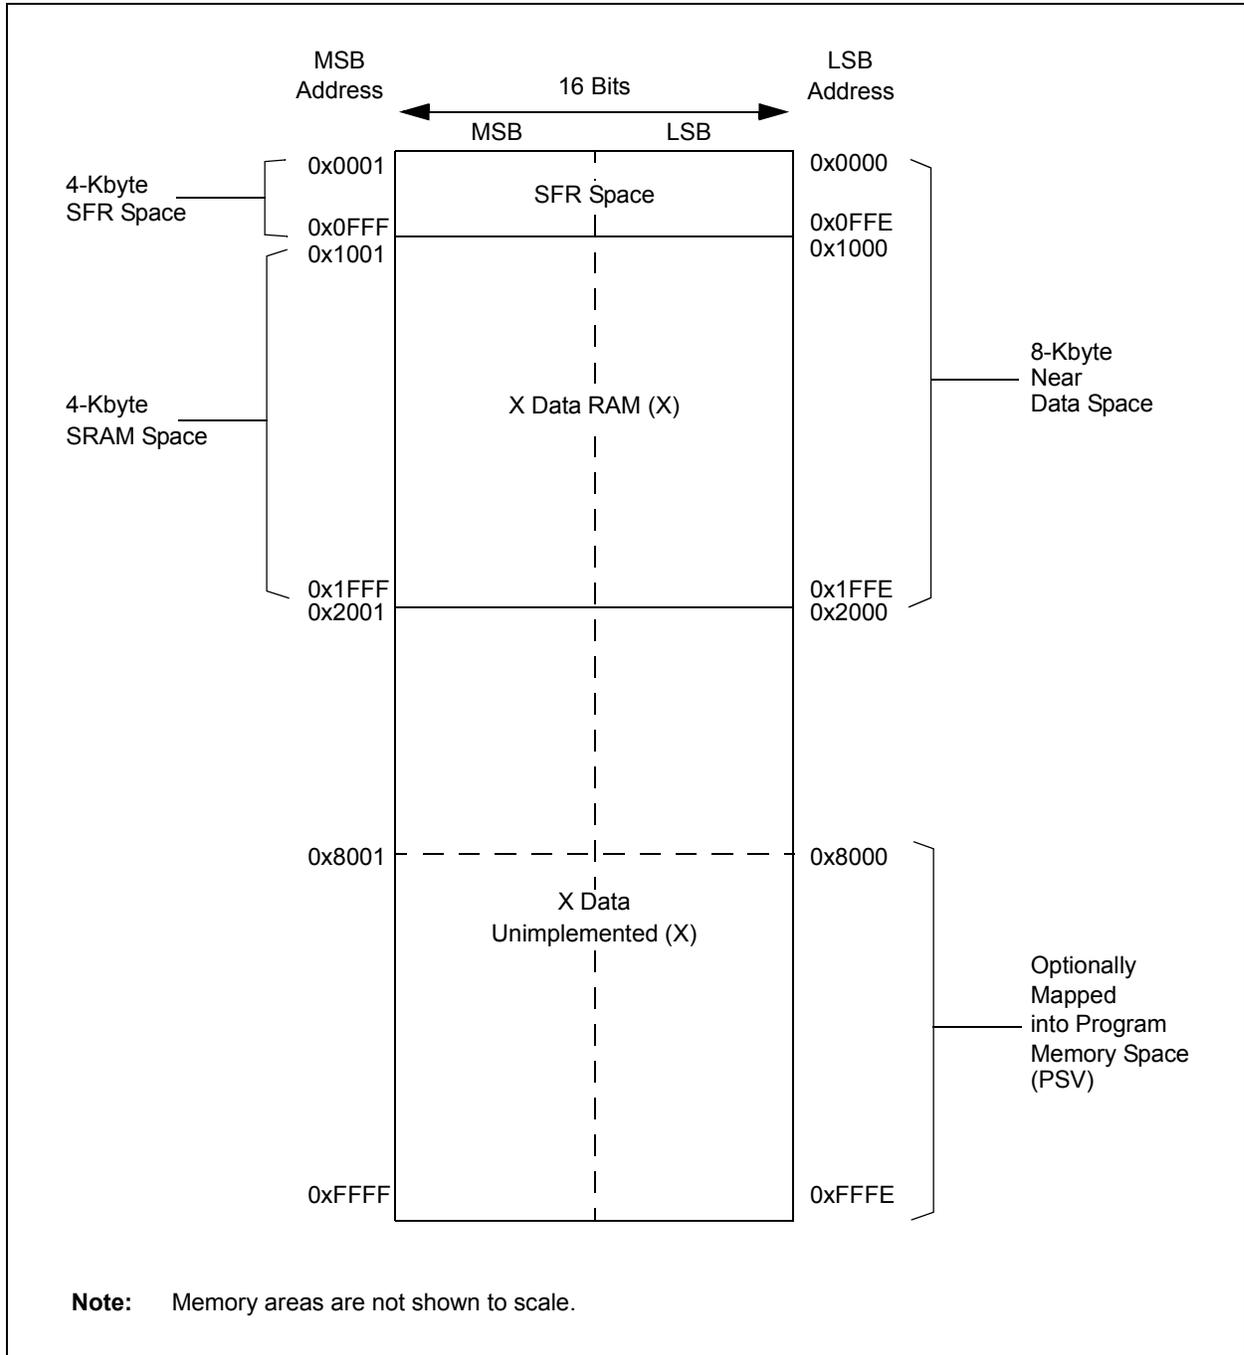 MSB
Address
LSB
Address
16 Bits
MSB
LSB
0x0001
0x0000
4-Kbyte
SFR Space
SFR Space
0x0FFF
0x0FFE
0x1001
0x1000
8-Kbyte
Near
Data Space
4-Kbyte
SRAM Space
X Data RAM (X)
0x1FFF
0x1FFE
0x2001
0x2000
0x8001
0x8000
X Data
Unimplemented (X)
Optionally
Mapped
into Program
Memory Space
(PSV)
0xFFFF
0xFFFE
Note: Memory areas are not shown to scale.